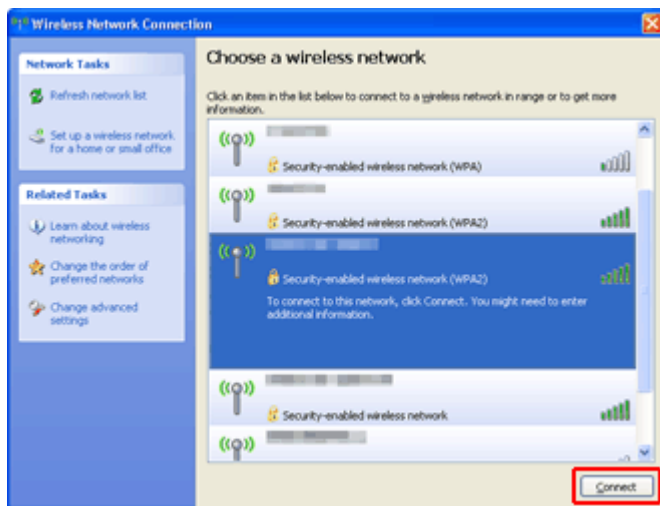 Wireless Network Connection
Network Tasks
Refresh network list
Set up a wireless network
for a home or small office
Related Tasks
Learn about wireless
networking
Change the order of
preferred networks
Change advanced
settings
Choose a wireless network
Click an item in the list below to connect to a wireless network in range or to get more
information.
Security-enabled wireless network (WPA)
Security-enabled wireless network (WPA2)
Security-enabled wireless network (WPA2)
To connect to this network, click Connect. You might need to enter
additional information.
Security-enabled wireless network
Connect